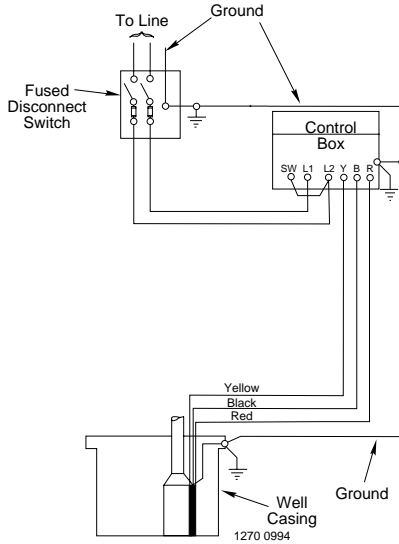 To Line
Ground
Fused
Disconnect
Switch
Control
Box
SW L1 L2 Y B R
Yellow
Black
Red
Well
Casing
Ground
1270 0994